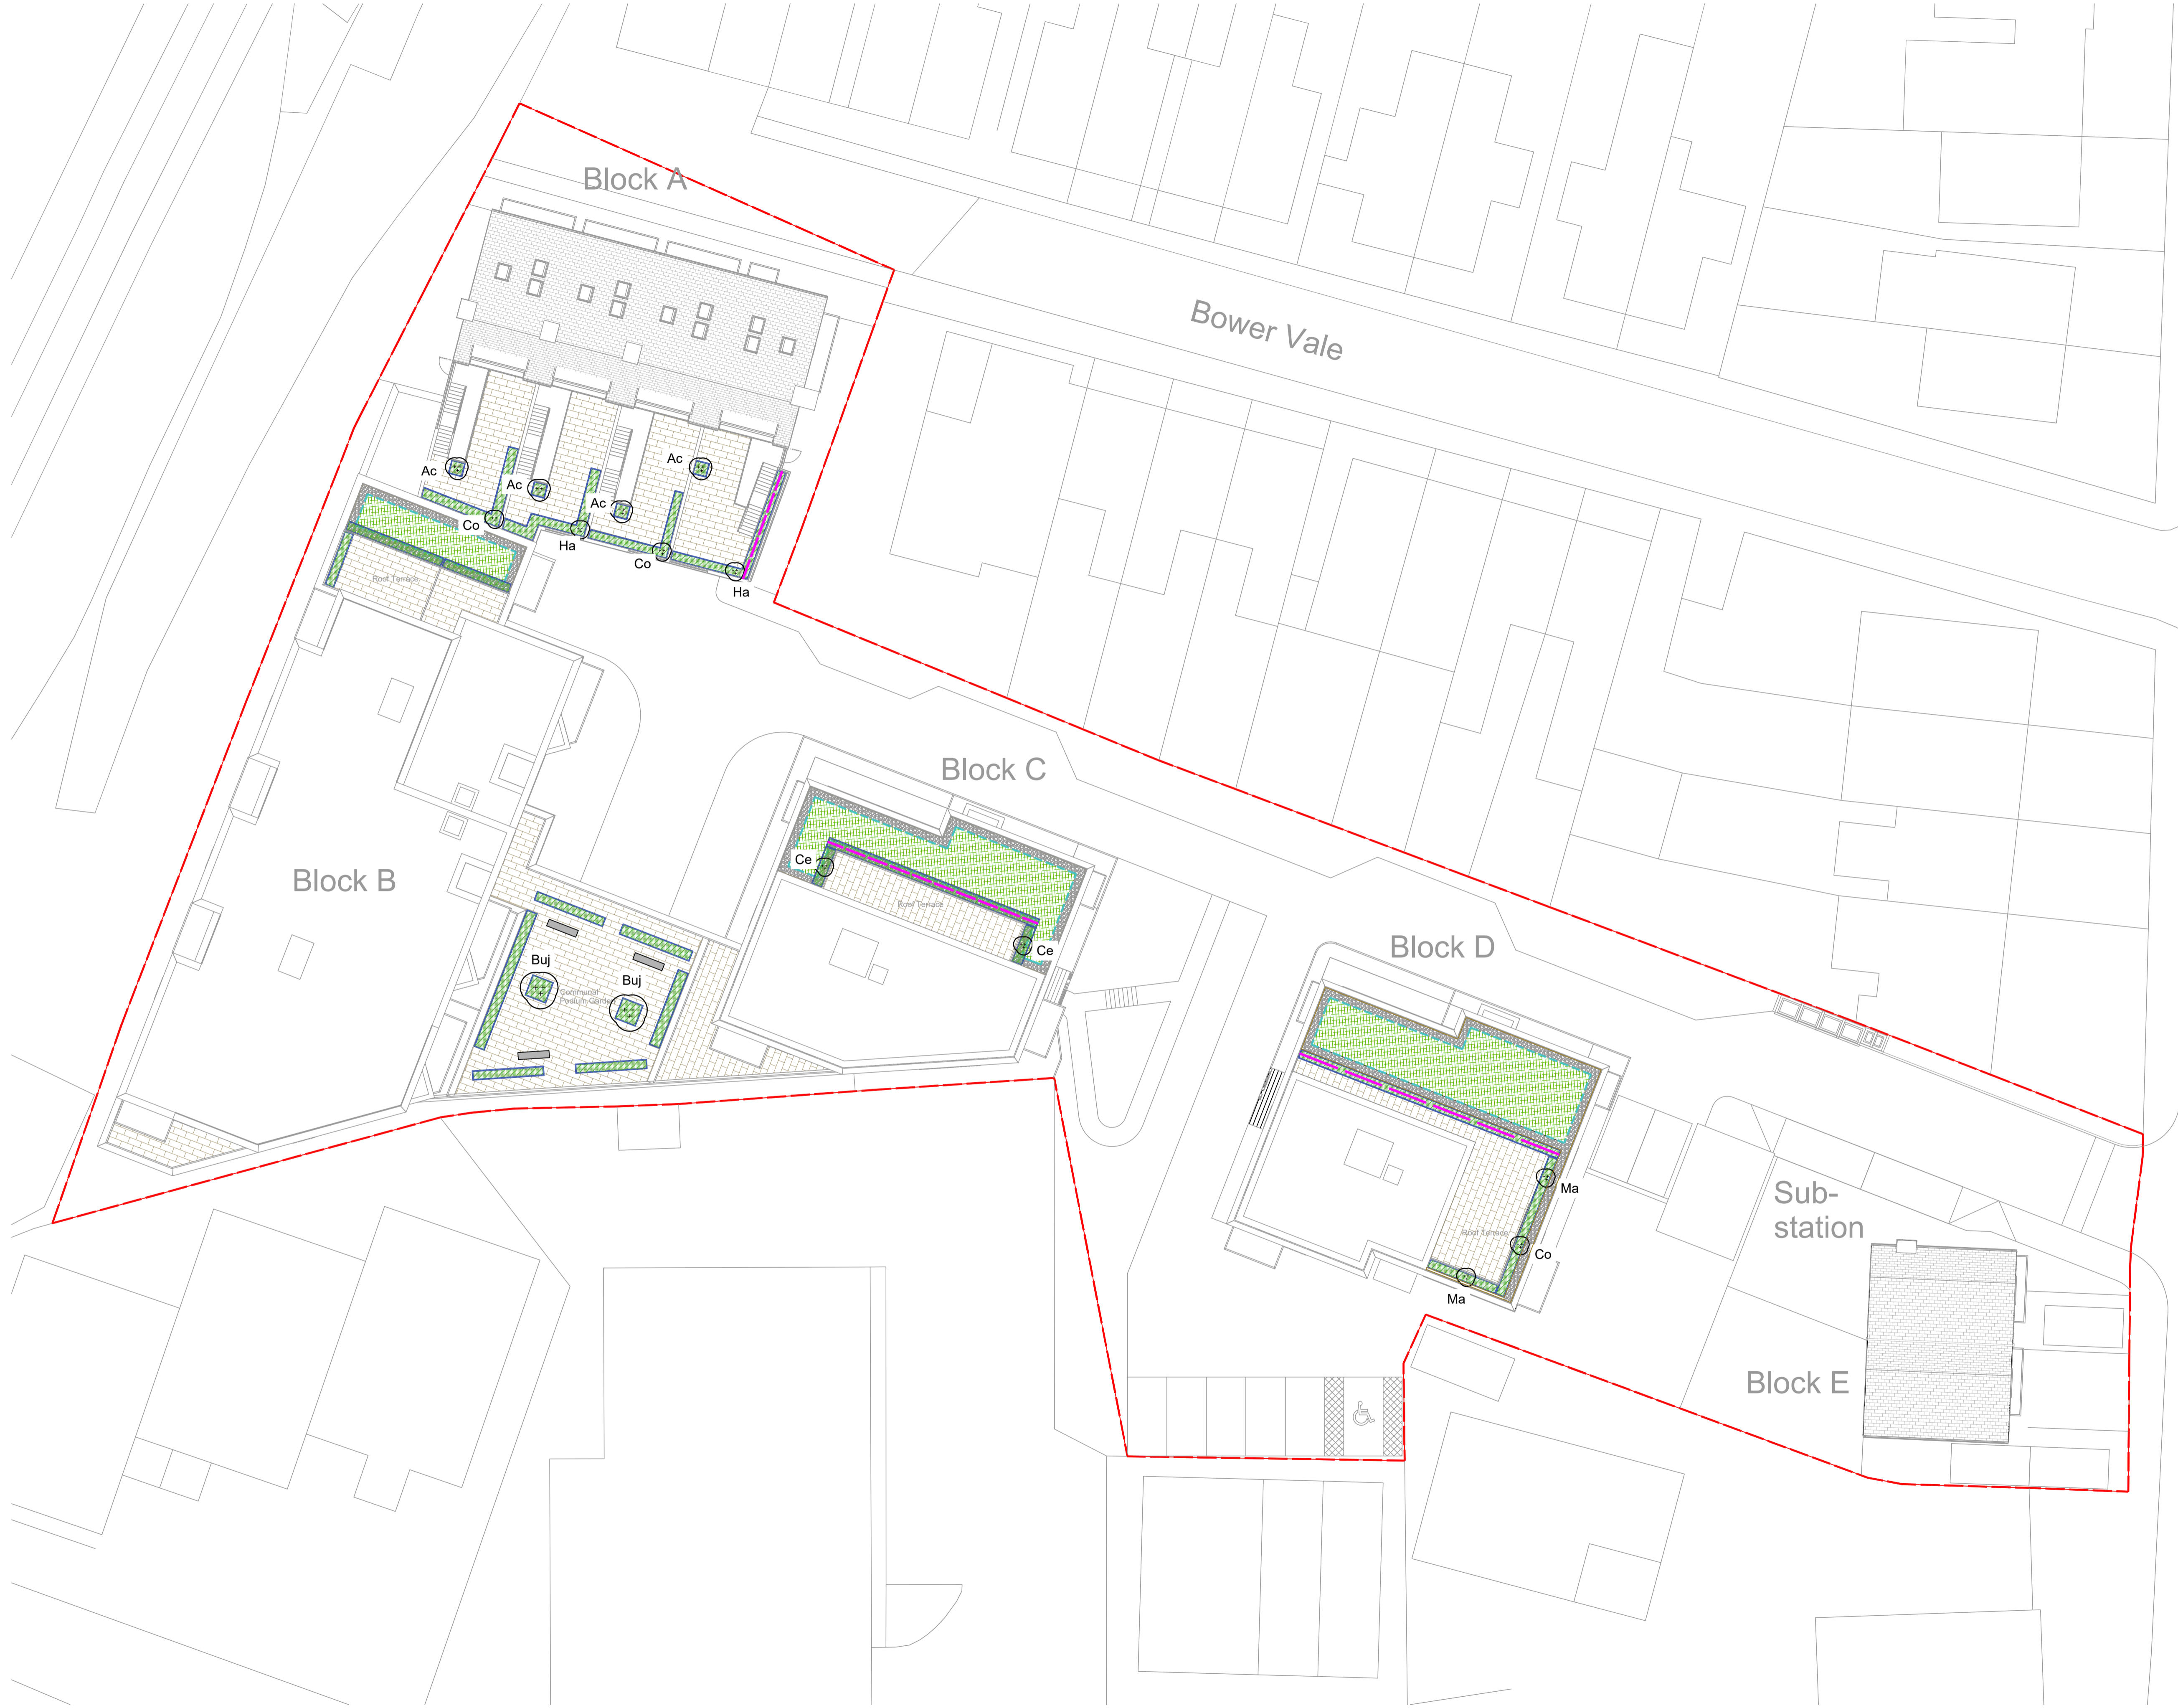 Block A
Bower Vale
Ac
Ac
Ac
Ac
Co
Ha
Co
Ha
Roof Terrace
Block C
Block B
Ce
Roof Terrace
Ce
Block D
Buj
Buj
Communal
Podium Garden
Ma
Sub-
station
Roof Terrace
Co
Ma
Block E